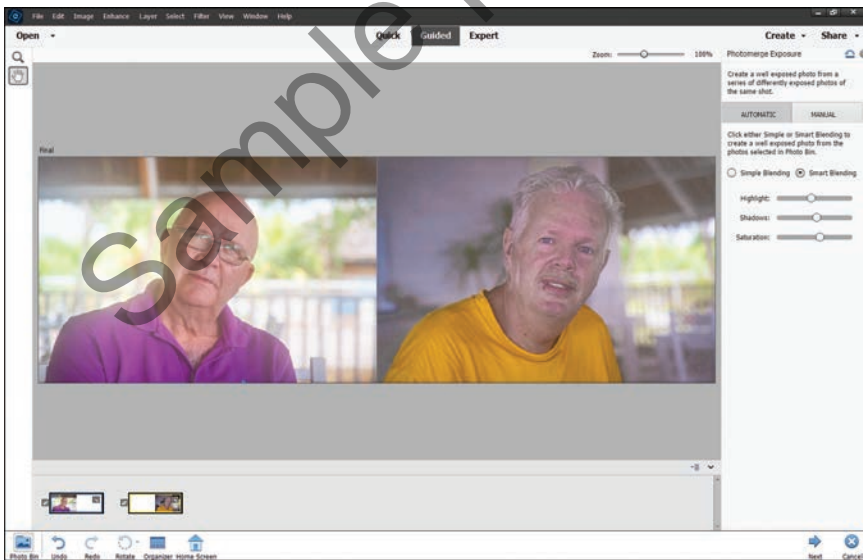 File Edit Image Enhance Layer Select Filter View Window Help
Open Quick Guided Expert Create Share
Zoom: 100% Photomerge Exposure
Create a well exposed photo from a
series of differently exposed photos of
the same shot.
AUTOMATIC MANUAL
Click either Simple or Smart Blending to
create a well exposed photo from the
photos selected in Photo Bin.
Simple Blending Smart Blending
Highlight:
Shadows:
Saturation:
Final
Sample
Photo Bin Undo Redo Rotate Organizer Home Screen Next Cancel